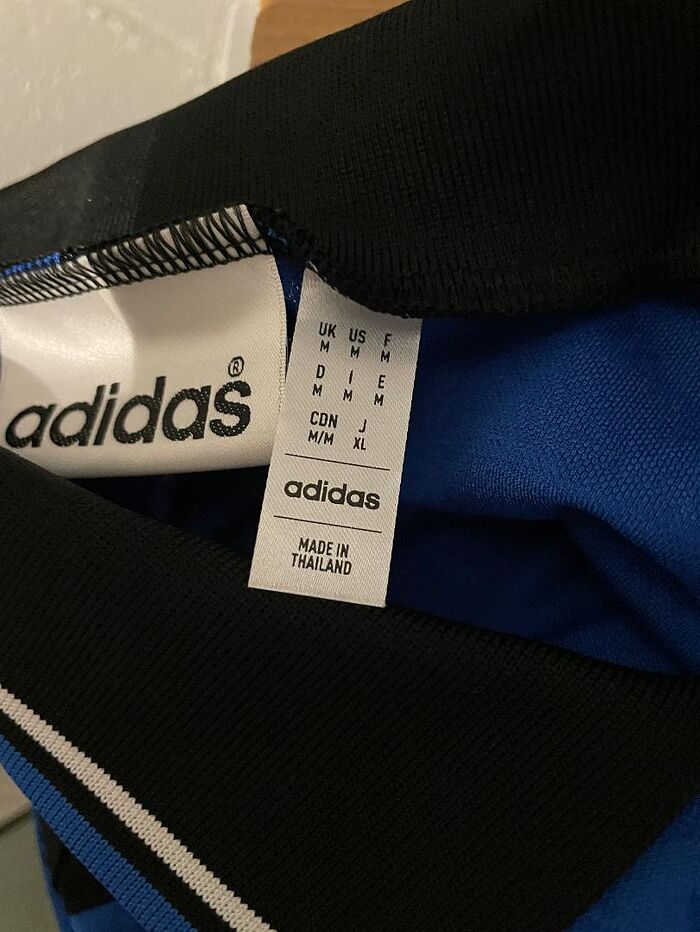 adidas®
UK US F
M M M
D I E
M M M
CDN J
M/M XL
adidas
MADE IN
THAILAND